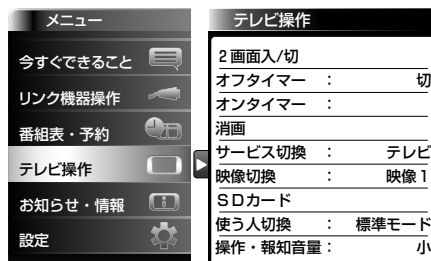 メニュー
今すぐできること
リンク機器操作
番組表・予約
テレビ操作
お知らせ・情報
設定
テレビ操作
2画面入/切
オフタイマー : 切
オンタイマー :
消画
サービス切換 : テレビ
映像切換 : 映像1
SDカード
使う人切換 : 標準モード
操作・報知音量 : 小